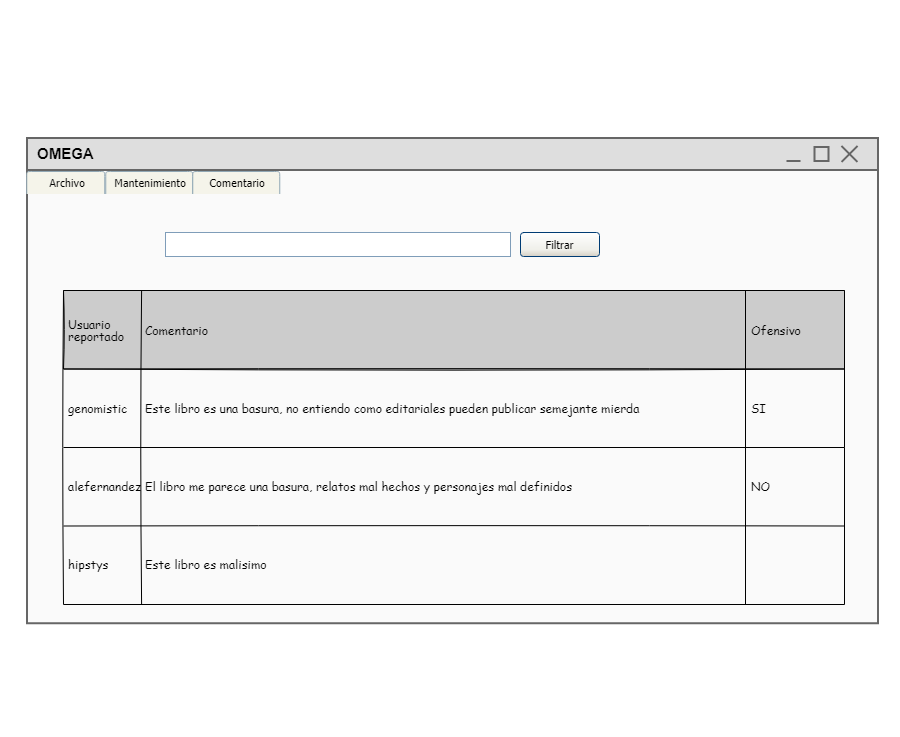 OMEGA
Archivo
Mantenimiento
Comentario
Filtrar
Usuario
reportado
Comentario
Ofensivo
genomistic
Este libro es una basura, no entiendo como editariales pueden publicar semejante mierda
SI
alefernandez
El libro me parece una basura, relatos mal hechos y personajes mal definidos
NO
hipstys
Este libro es malisimo